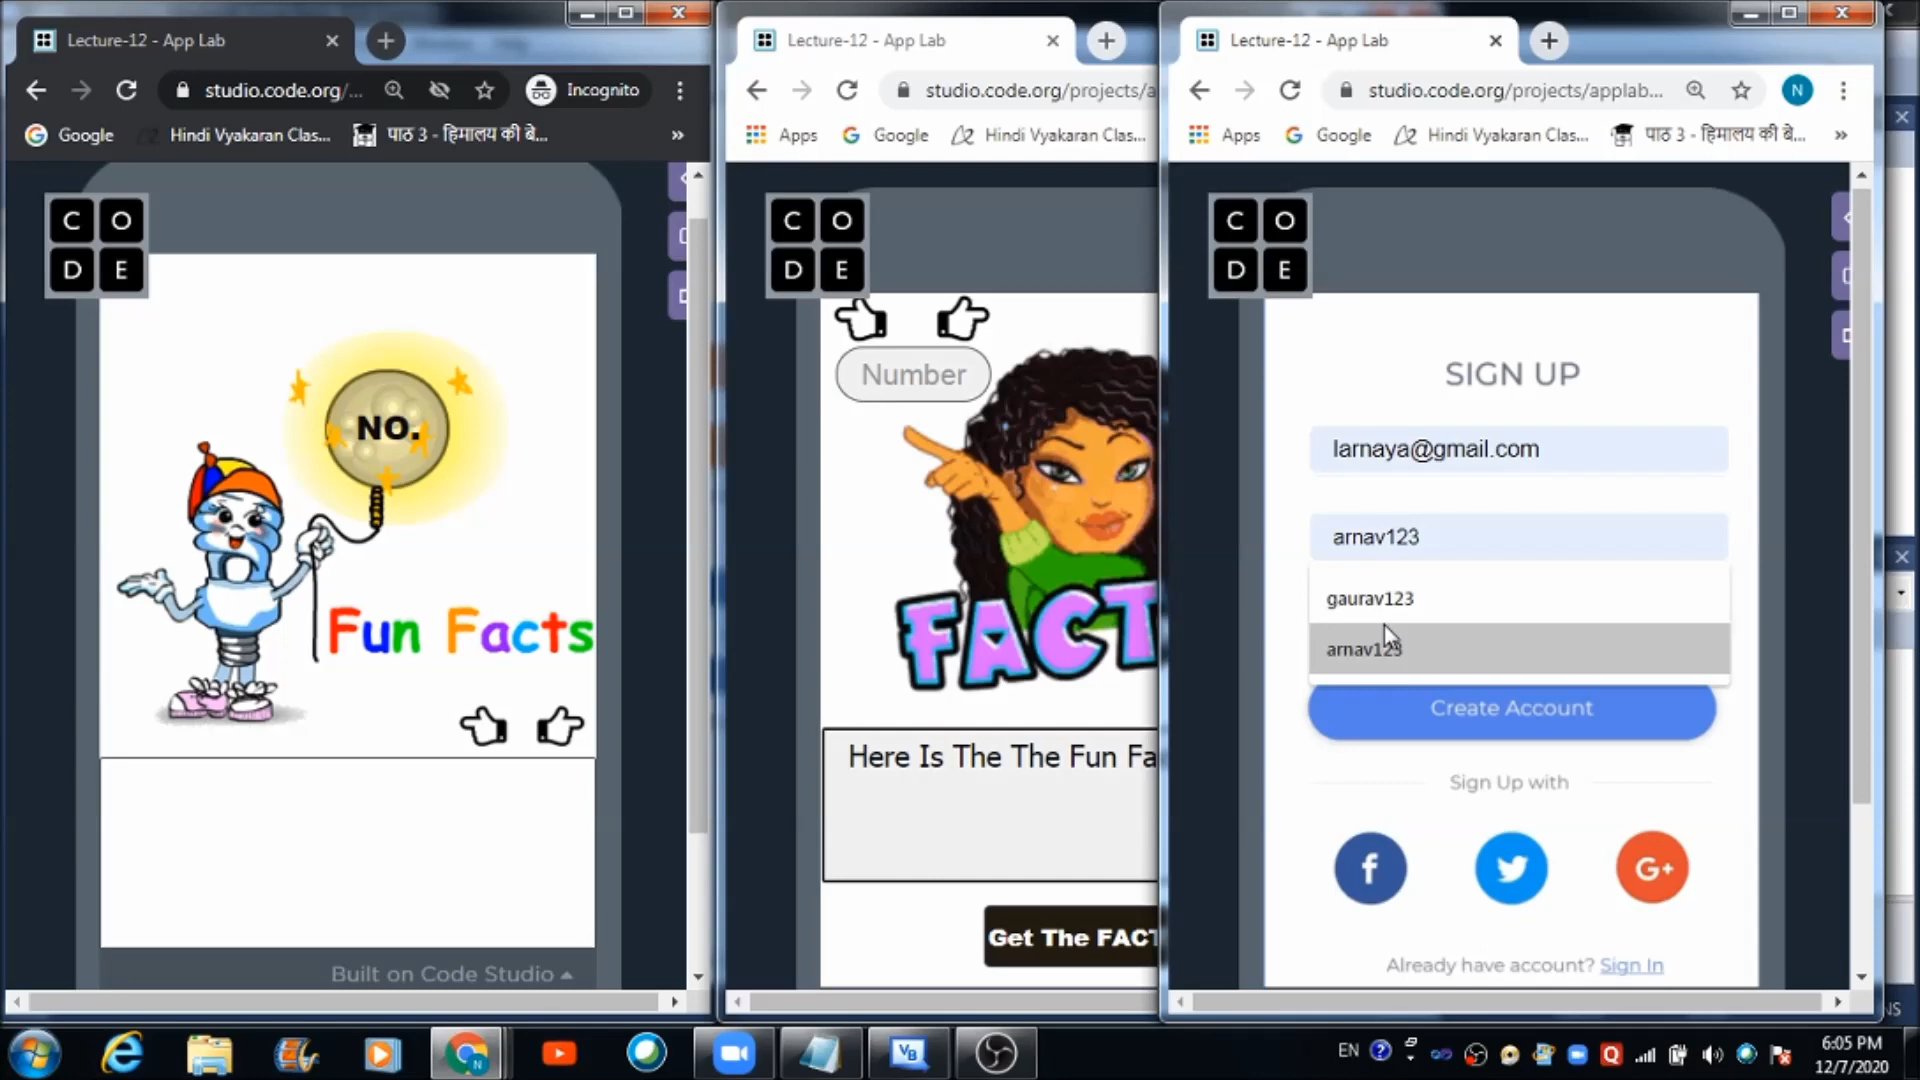 Lecture-12 - App Lab
studio.code.org/...
Incognito
Google
Hindi Vyakaran Clas...
पाठ 3 - हिमालय की बे...
»
C O
D E
NO.
Fun Facts
Built on Code Studio
Lecture-12 - App Lab
studio.code.org/projects/a
Apps
Google
Hindi Vyakaran Clas...
C O
D E
Number
FACT
Here Is The The Fun Fa
Get The FACT
Lecture-12 - App Lab
studio.code.org/projects/applab...
N
Apps
Google
Hindi Vyakaran Clas...
पाठ 3 - हिमालय की बे...
»
C O
D E
SIGN UP
larnaya@gmail.com
arnav123
gaurav123
arnav123
Create Account
Sign Up with
f
G+
Already have account? Sign In
NS
EN
6:05 PM
12/7/2020